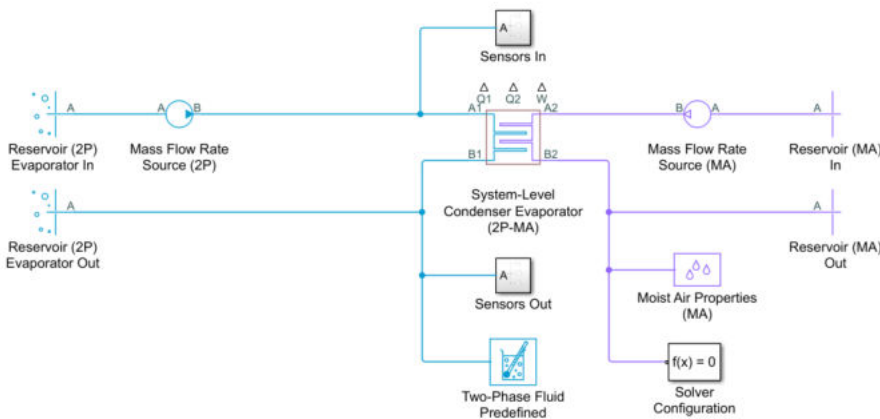 A
Sensors In
Q1 Q2 W
A A B A1 A2 B A A
Reservoir (2P)
Evaporator In
Mass Flow Rate
Source (2P)
Mass Flow Rate
Source (MA)
Reservoir (MA)
In
B1 B2
System-Level
Condenser Evaporator
(2P-MA)
A A
Reservoir (2P)
Evaporator Out
Reservoir (MA)
Out
A
Sensors Out
Moist Air Properties
(MA)
f(x) = 0
Two-Phase Fluid
Predefined
Solver
Configuration